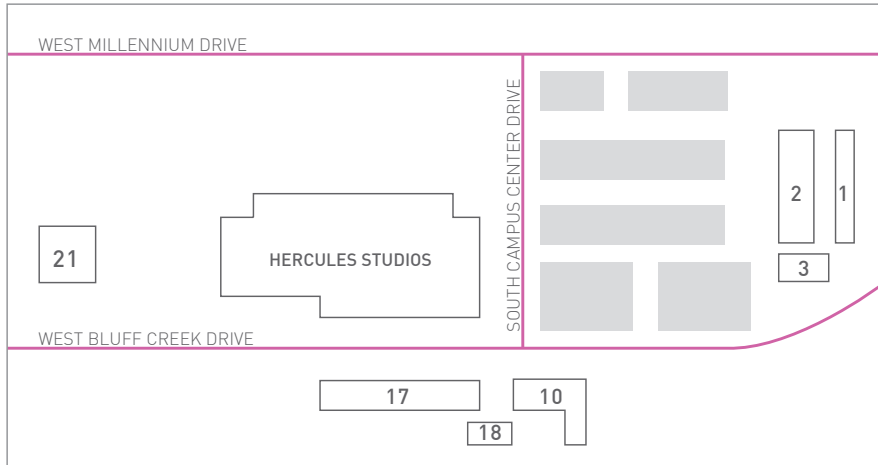 WEST MILLENNIUM DRIVE
SOUTH CAMPUS CENTER DRIVE
2
1
21
HERCULES STUDIOS
3
WEST BLUFF CREEK DRIVE
17
10
18